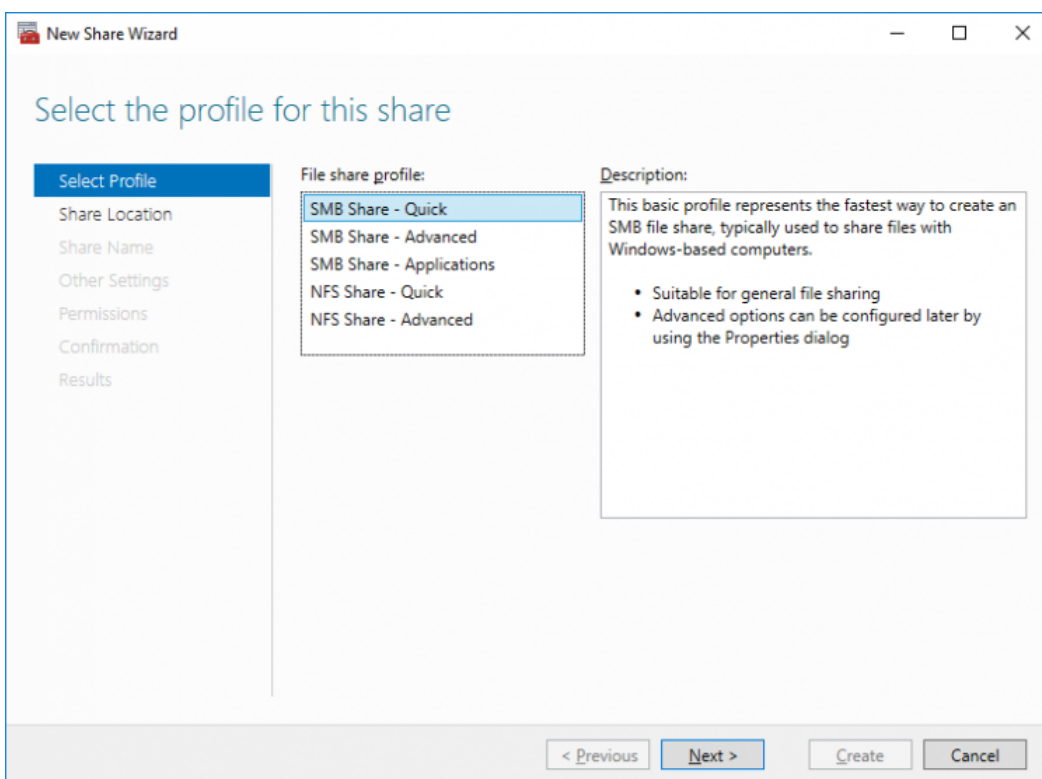 New Share Wizard
Select the profile for this share
Select Profile
Share Location
Share Name
Other Settings
Permissions
Confirmation
Results
File share profile:
SMB Share - Quick
SMB Share - Advanced
SMB Share - Applications
NFS Share - Quick
NFS Share - Advanced
Description:
This basic profile represents the fastest way to create an
SMB file share, typically used to share files with
Windows-based computers.
• Suitable for general file sharing
• Advanced options can be configured later by
using the Properties dialog
< Previous
Next >
Create
Cancel